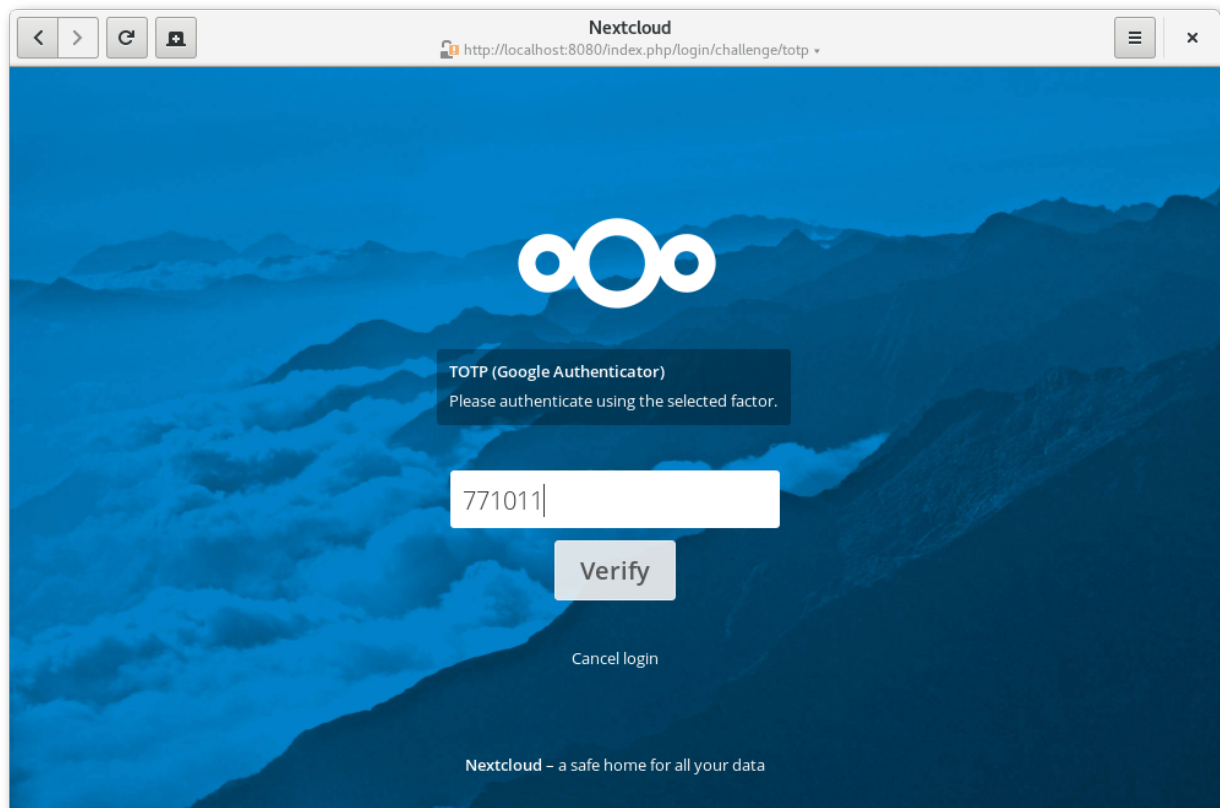 Nextcloud
http://localhost:8080/index.php/login/challenge/totp
TOTP (Google Authenticator)
Please authenticate using the selected factor.
771011
Verify
Cancel login
Nextcloud – a safe home for all your data